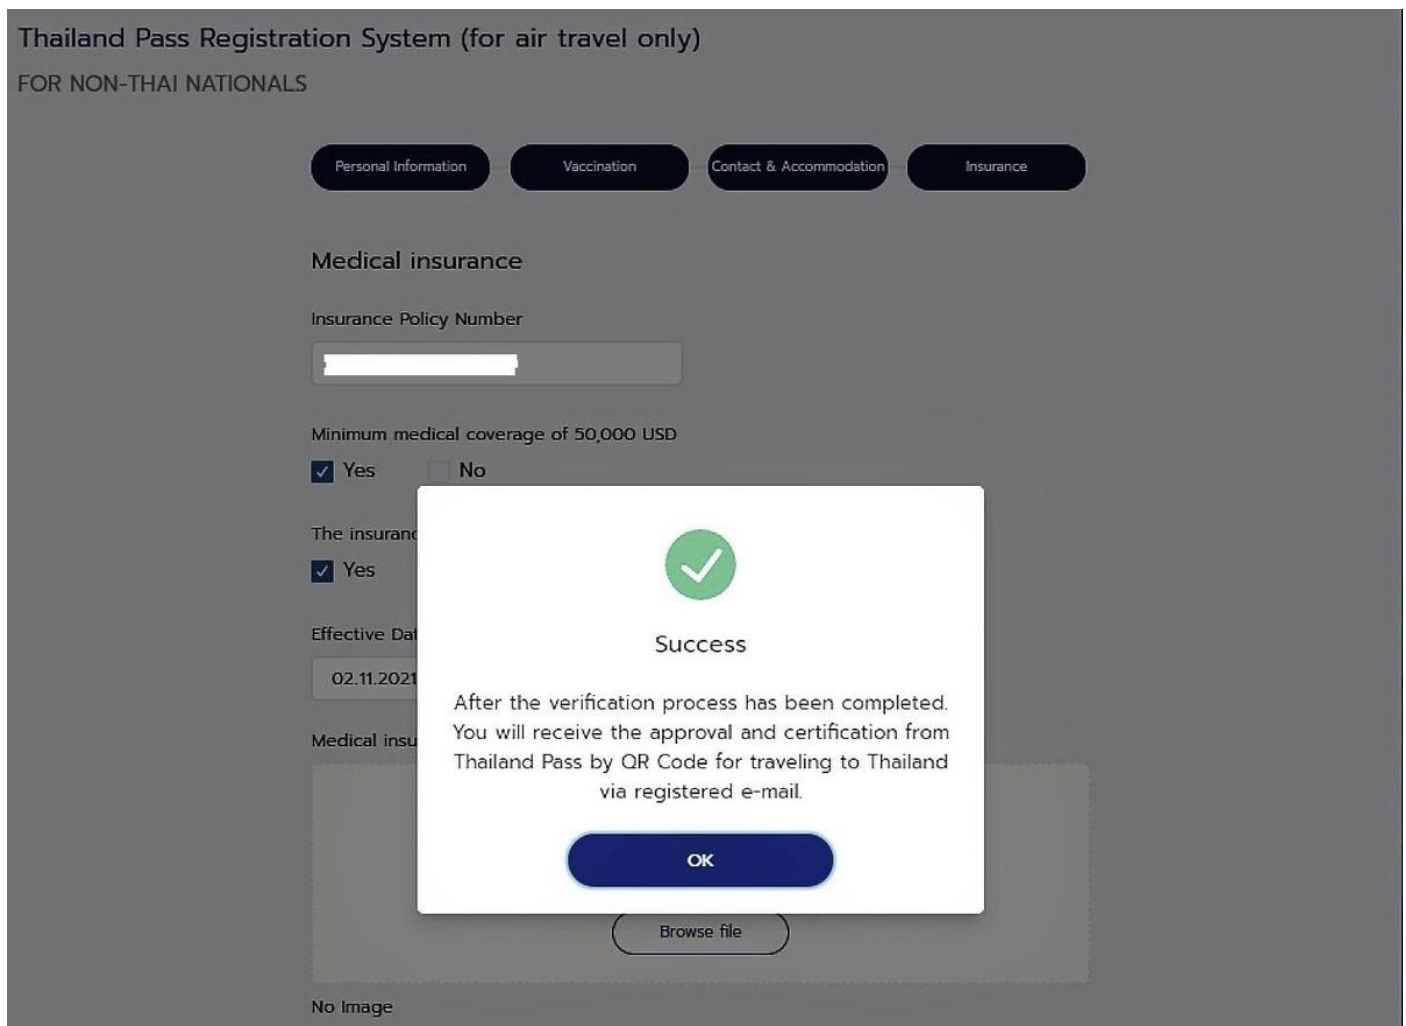 Thailand Pass Registration System (for air travel only)
FOR NON-THAI NATIONALS
Personal Information
Vaccination
Contact & Accommodation
Insurance
Medical insurance
Insurance Policy Number
Minimum medical coverage of 50,000 USD
Yes No
The insuranc
Yes
Effective Dat
02.11.2021
Medical insu
Success
After the verification process has been completed.
You will receive the approval and certification from
Thailand Pass by QR Code for traveling to Thailand
via registered e-mail.
OK
Browse file
No Image